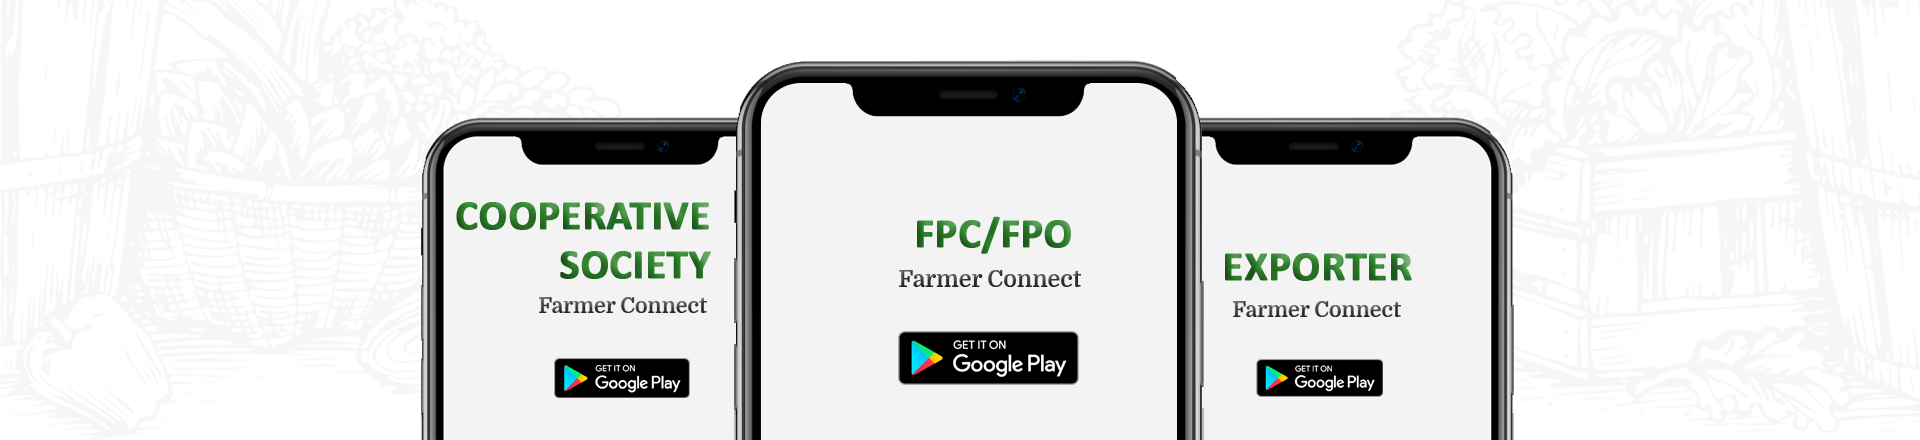 COOPERATIVE
SOCIETY
Farmer Connect
GET IT ON
Google Play
FPC/FPO
Farmer Connect
GET IT ON
Google Play
EXPORTER
Farmer Connect
GET IT ON
Google Play